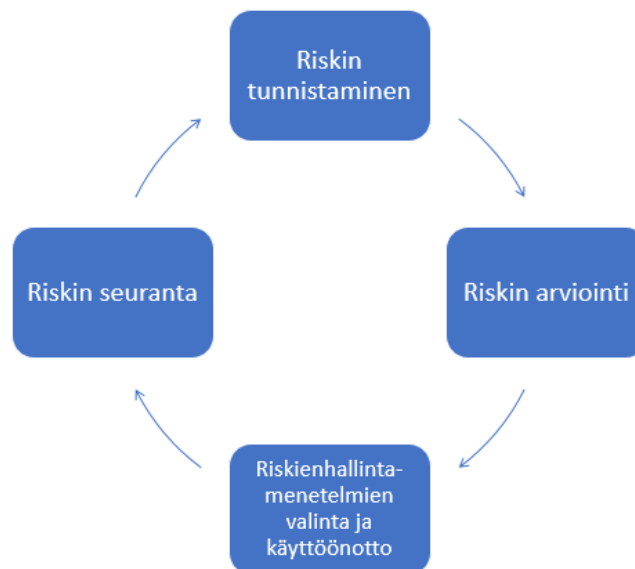 Riskin
tunnistaminen
Riskin arviointi
Riskienhallinta-
menetelmien
valinta ja
käyttöönotto
Riskin seuranta